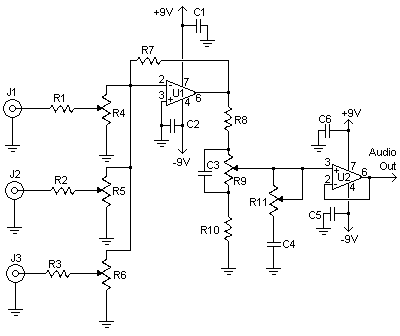 +9V
C1
R7
J1
R1
R4
2
7
U1
3
4
6
C2
-9V
R8
C6
+9V
J2
R2
R5
C3
R9
3
7
U2
6
2
4
Audio
Out
R11
C5
-9V
R10
C4
J3
R3
R6
-
+
+
-